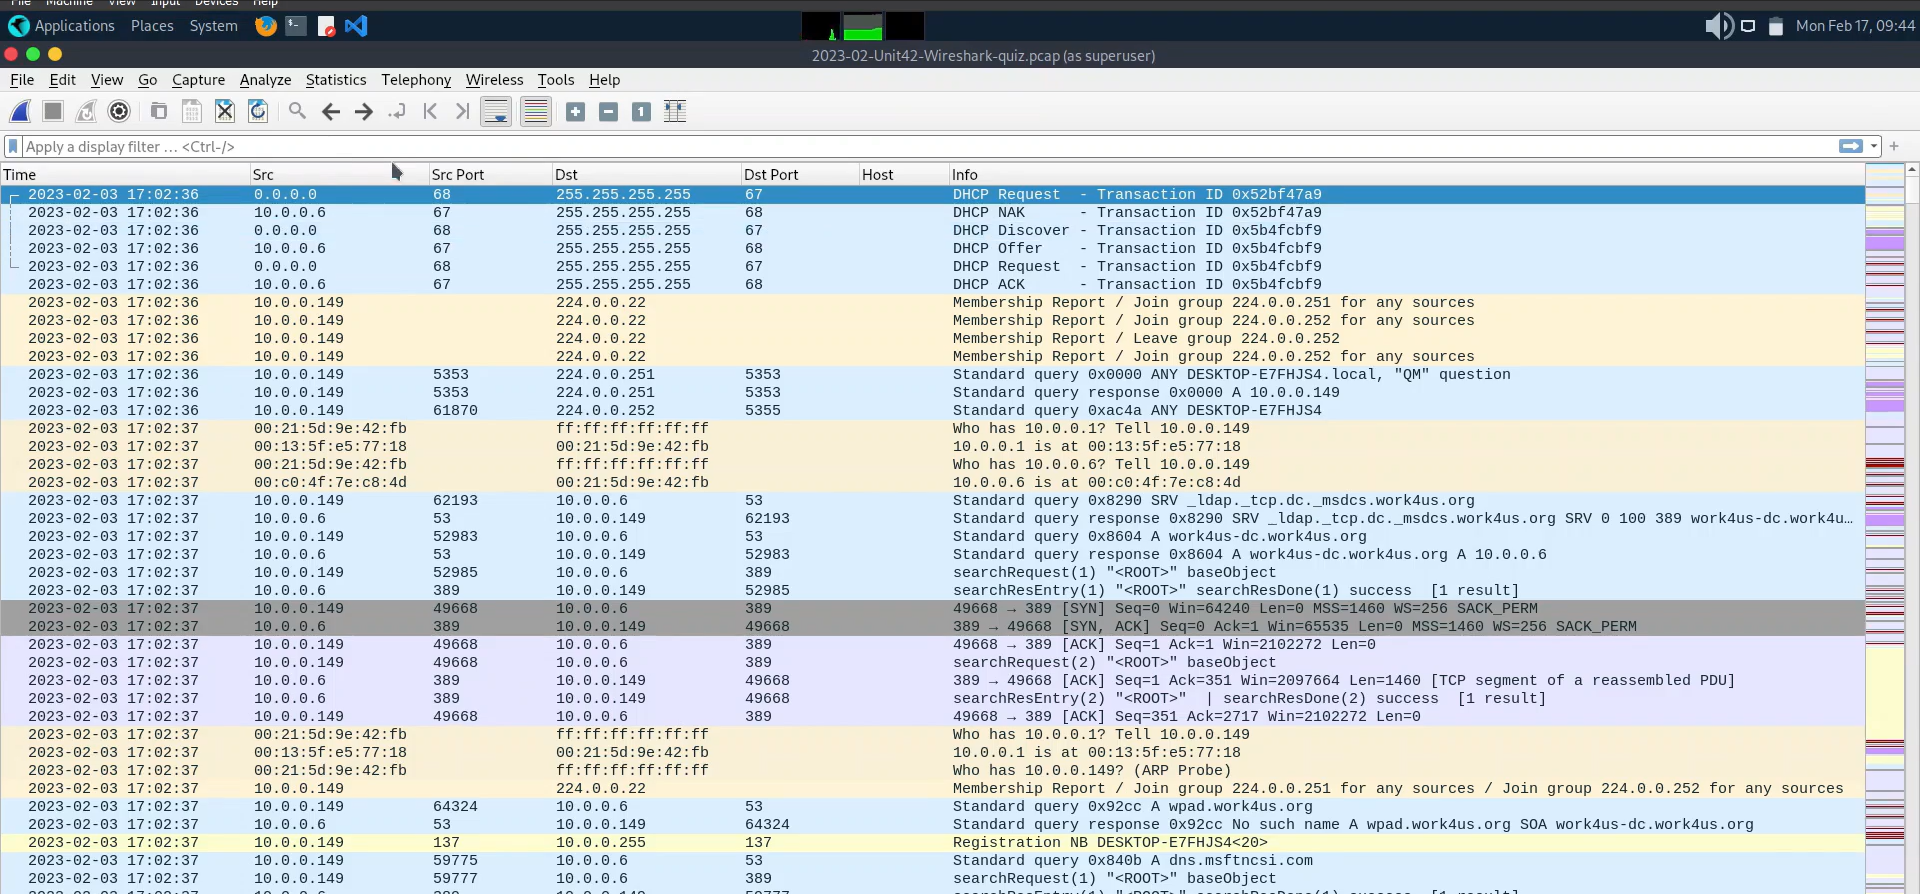 File Machine View Input Devices Help
Applications Places System Mon Feb 17, 09:44
2023-02-Unit42-Wireshark-quiz.pcap (as superuser)
File Edit View Go Capture Analyze Statistics Telephony Wireless Tools Help
Apply a display filter … <Ctrl-/>
Time Src Src Port Dst Dst Port Host Info
2023-02-03 17:02:36 0.0.0.0 68 255.255.255.255 67 DHCP Request - Transaction ID 0x52bf47a9
2023-02-03 17:02:36 10.0.0.6 67 255.255.255.255 68 DHCP NAK - Transaction ID 0x52bf47a9
2023-02-03 17:02:36 0.0.0.0 68 255.255.255.255 67 DHCP Discover - Transaction ID 0x5b4fcbf9
2023-02-03 17:02:36 10.0.0.6 67 255.255.255.255 68 DHCP Offer - Transaction ID 0x5b4fcbf9
2023-02-03 17:02:36 0.0.0.0 68 255.255.255.255 67 DHCP Request - Transaction ID 0x5b4fcbf9
2023-02-03 17:02:36 10.0.0.6 67 255.255.255.255 68 DHCP ACK - Transaction ID 0x5b4fcbf9
2023-02-03 17:02:36 10.0.0.149 224.0.0.22 Membership Report / Join group 224.0.0.251 for any sources
2023-02-03 17:02:36 10.0.0.149 224.0.0.22 Membership Report / Join group 224.0.0.252 for any sources
2023-02-03 17:02:36 10.0.0.149 224.0.0.22 Membership Report / Leave group 224.0.0.252
2023-02-03 17:02:36 10.0.0.149 224.0.0.22 Membership Report / Join group 224.0.0.252 for any sources
2023-02-03 17:02:36 10.0.0.149 5353 224.0.0.251 5353 Standard query 0x0000 ANY DESKTOP-E7FHJS4.local, "QM" question
2023-02-03 17:02:36 10.0.0.149 5353 224.0.0.251 5353 Standard query response 0x0000 A 10.0.0.149
2023-02-03 17:02:36 10.0.0.149 61870 224.0.0.252 5355 Standard query 0xac4a ANY DESKTOP-E7FHJS4
2023-02-03 17:02:37 00:21:5d:9e:42:fb ff:ff:ff:ff:ff:ff Who has 10.0.0.1? Tell 10.0.0.149
2023-02-03 17:02:37 00:13:5f:e5:77:18 00:21:5d:9e:42:fb 10.0.0.1 is at 00:13:5f:e5:77:18
2023-02-03 17:02:37 00:21:5d:9e:42:fb ff:ff:ff:ff:ff:ff Who has 10.0.0.6? Tell 10.0.0.149
2023-02-03 17:02:37 00:c0:4f:7e:c8:4d 00:21:5d:9e:42:fb 10.0.0.6 is at 00:c0:4f:7e:c8:4d
2023-02-03 17:02:37 10.0.0.149 62193 10.0.0.6 53 Standard query 0x8290 SRV _ldap._tcp.dc._msdcs.work4us.org
2023-02-03 17:02:37 10.0.0.6 53 10.0.0.149 62193 Standard query response 0x8290 SRV _ldap._tcp.dc._msdcs.work4us.org SRV 0 100 389 work4us-dc.work4u…
2023-02-03 17:02:37 10.0.0.149 52983 10.0.0.6 53 Standard query 0x8604 A work4us-dc.work4us.org
2023-02-03 17:02:37 10.0.0.6 53 10.0.0.149 52983 Standard query response 0x8604 A work4us-dc.work4us.org A 10.0.0.6
2023-02-03 17:02:37 10.0.0.149 52985 10.0.0.6 389 searchRequest(1) "<ROOT>" baseObject
2023-02-03 17:02:37 10.0.0.6 389 10.0.0.149 52985 searchResEntry(1) "<ROOT>" searchResDone(1) success [1 result]
2023-02-03 17:02:37 10.0.0.149 49668 10.0.0.6 389 49668 → 389 [SYN] Seq=0 Win=64240 Len=0 MSS=1460 WS=256 SACK_PERM
2023-02-03 17:02:37 10.0.0.6 389 10.0.0.149 49668 389 → 49668 [SYN, ACK] Seq=0 Ack=1 Win=65535 Len=0 MSS=1460 WS=256 SACK_PERM
2023-02-03 17:02:37 10.0.0.149 49668 10.0.0.6 389 49668 → 389 [ACK] Seq=1 Ack=1 Win=2102272 Len=0
2023-02-03 17:02:37 10.0.0.149 49668 10.0.0.6 389 searchRequest(2) "<ROOT>" baseObject
2023-02-03 17:02:37 10.0.0.6 389 10.0.0.149 49668 389 → 49668 [ACK] Seq=1 Ack=351 Win=2097664 Len=1460 [TCP segment of a reassembled PDU]
2023-02-03 17:02:37 10.0.0.6 389 10.0.0.149 49668 searchResEntry(2) "<ROOT>" | searchResDone(2) success [1 result]
2023-02-03 17:02:37 10.0.0.149 49668 10.0.0.6 389 49668 → 389 [ACK] Seq=351 Ack=2717 Win=2102272 Len=0
2023-02-03 17:02:37 00:21:5d:9e:42:fb ff:ff:ff:ff:ff:ff Who has 10.0.0.1? Tell 10.0.0.149
2023-02-03 17:02:37 00:13:5f:e5:77:18 00:21:5d:9e:42:fb 10.0.0.1 is at 00:13:5f:e5:77:18
2023-02-03 17:02:37 00:21:5d:9e:42:fb ff:ff:ff:ff:ff:ff Who has 10.0.0.149? (ARP Probe)
2023-02-03 17:02:37 10.0.0.149 224.0.0.22 Membership Report / Join group 224.0.0.251 for any sources / Join group 224.0.0.252 for any sources
2023-02-03 17:02:37 10.0.0.149 64324 10.0.0.6 53 Standard query 0x92cc A wpad.work4us.org
2023-02-03 17:02:37 10.0.0.6 53 10.0.0.149 64324 Standard query response 0x92cc No such name A wpad.work4us.org SOA work4us-dc.work4us.org
2023-02-03 17:02:37 10.0.0.149 137 10.0.0.255 137 Registration NB DESKTOP-E7FHJS4<20>
2023-02-03 17:02:37 10.0.0.149 59775 10.0.0.6 53 Standard query 0x840b A dns.msftncsi.com
2023-02-03 17:02:37 10.0.0.149 59777 10.0.0.6 389 searchRequest(1) "<ROOT>" baseObject